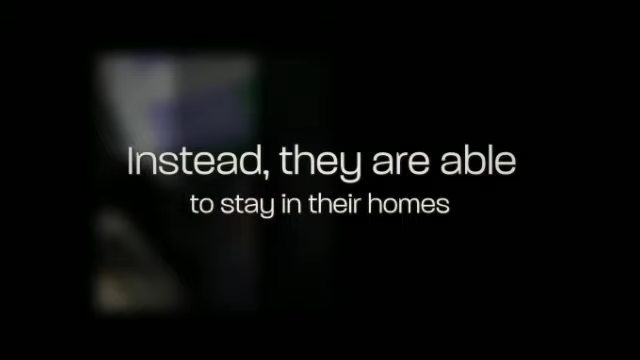 Instead, they are able
to stay in their homes